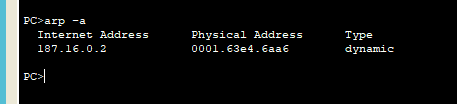 PC>arp -a
Internet Address Physical Address Type
187.16.0.2 0001.63e4.6aa6 dynamic
PC>